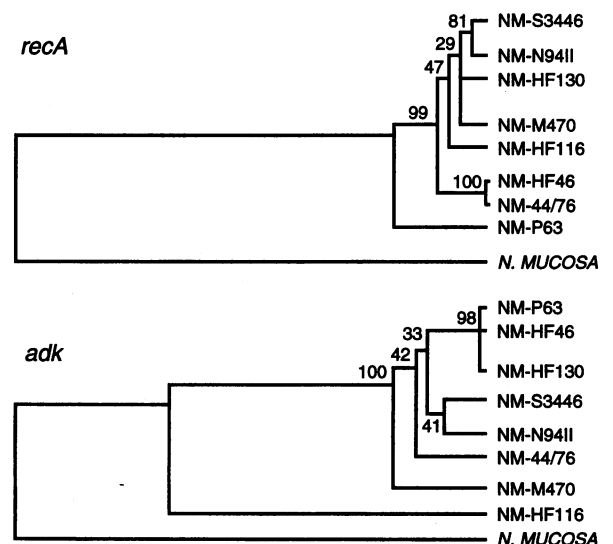 81 NM-S3446
recA
29
NM-N94II
47
NM-HF130
99
NM-M470
NM-HF116
100 NM-HF46
NM-44/76
NM-P63
N. MUCOSA
NM-P63
98
33 NM-HF46
adk
42
100 NM-HF130
NM-S3446
41
NM-N94II
NM-44/76
NM-M470
NM-HF116
N. MUCOSA